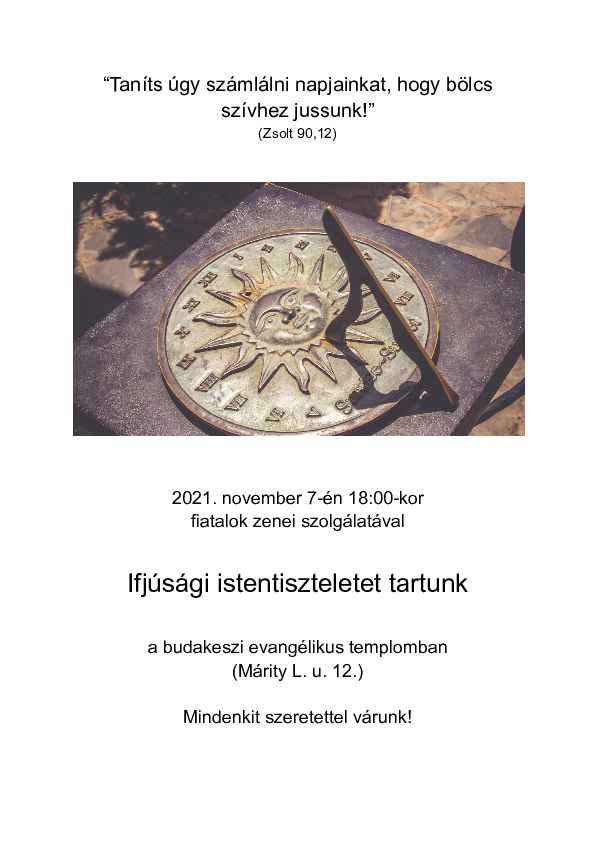 “Taníts úgy számlálni napjainkat, hogy bölcs
szívhez jussunk!”
(Zsolt 90,12)
2021. november 7-én 18:00-kor
fiatalok zenei szolgálatával
Ifjúsági istentiszteletet tartunk
a budakeszi evangélikus templomban
(Márity L. u. 12.)
Mindenkit szeretettel várunk!